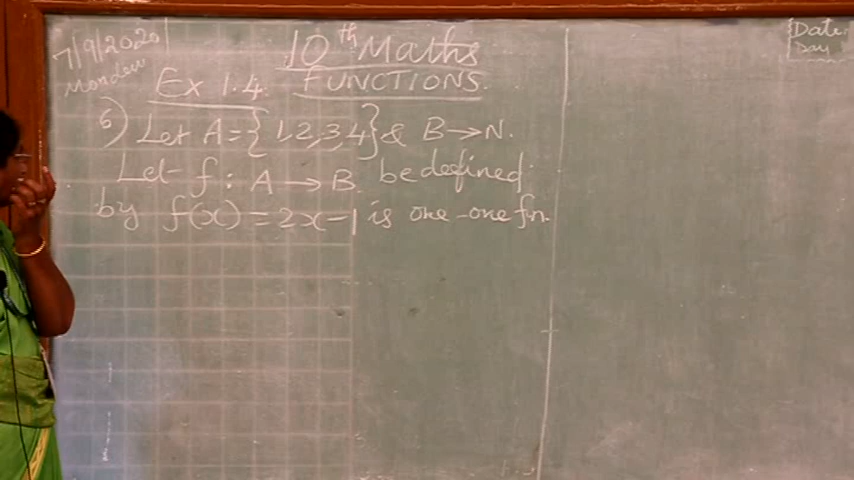 7/9/2020
Monday
10th Maths
Ex 1.4 FUNCTIONS.
6) Let A = {1,2,3,4} & B → N.
Let f : A → B be defined
by f(x) = 2x-1 is one-one fn
Date:
Day